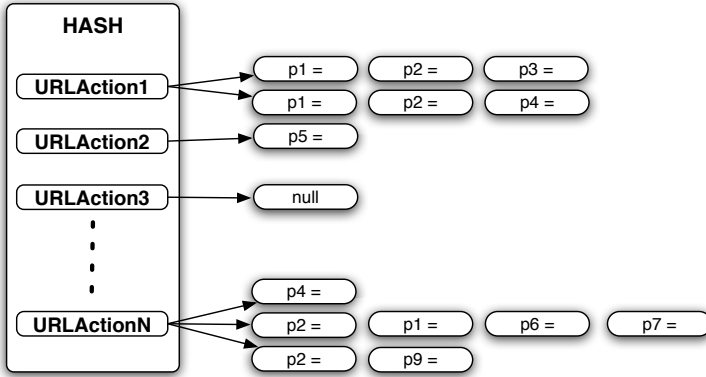 HASH
URLAction1
p1 = p2 = p3 =
p1 = p2 = p4 =
URLAction2
p5 =
URLAction3
null
p4 =
URLActionN
p2 = p1 = p6 = p7 =
p2 = p9 =